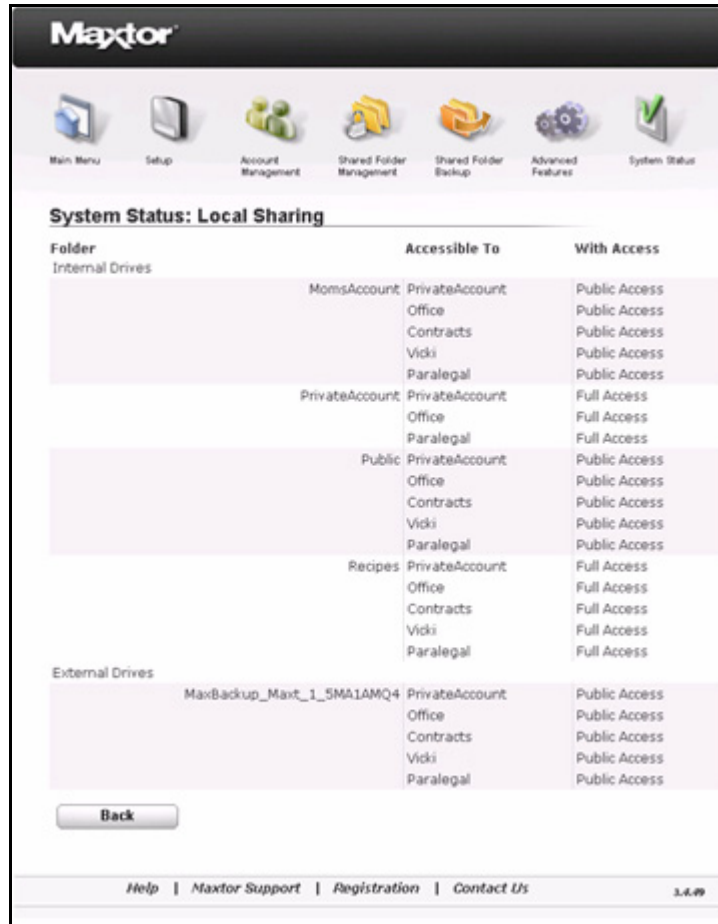 Maxtor
Main Menu
Setup
Account Management
Shared Folder Management
Shared Folder Backup
Advanced Features
System Status
System Status: Local Sharing
Folder Accessible To With Access
Internal Drives
MomsAccount PrivateAccount Public Access
Office Public Access
Contracts Public Access
Vicki Public Access
Paralegal Public Access
PrivateAccount PrivateAccount Full Access
Office Full Access
Paralegal Full Access
Public PrivateAccount Public Access
Office Public Access
Contracts Public Access
Vicki Public Access
Paralegal Public Access
Recipes PrivateAccount Full Access
Office Full Access
Contracts Full Access
Vicki Full Access
Paralegal Full Access
External Drives
MaxBackup_Maxt_1_5MA1AMQ4 PrivateAccount Public Access
Office Public Access
Contracts Public Access
Vicki Public Access
Paralegal Public Access
Back
Help | Maxtor Support | Registration | Contact Us